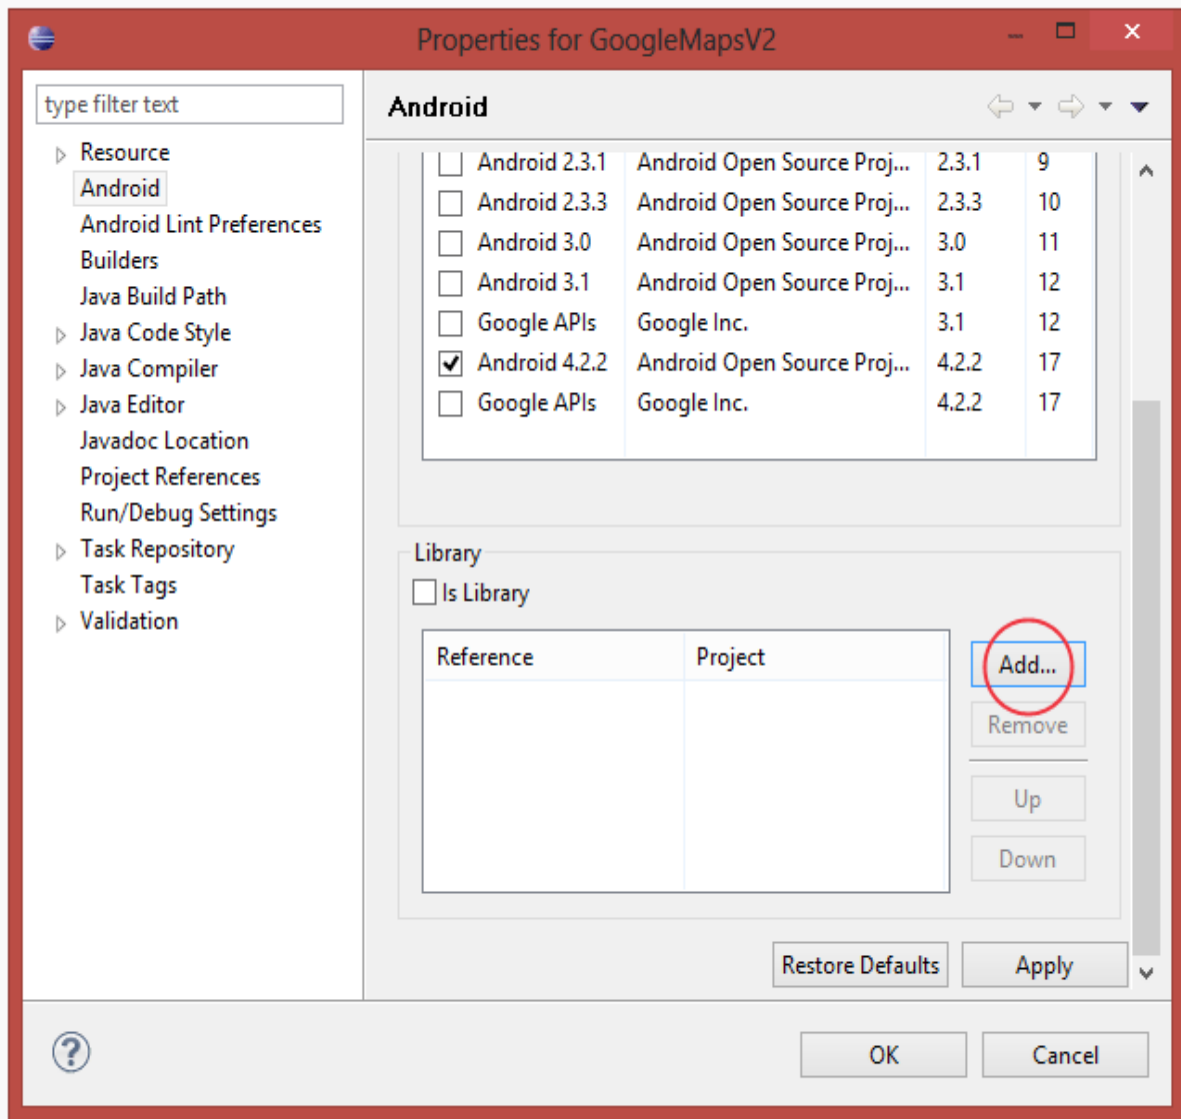 Properties for GoogleMapsV2
type filter text
Resource
Android
Android Lint Preferences
Builders
Java Build Path
Java Code Style
Java Compiler
Java Editor
Javadoc Location
Project References
Run/Debug Settings
Task Repository
Task Tags
Validation
Android
Android 2.3.1 Android Open Source Proj... 2.3.1 9
Android 2.3.3 Android Open Source Proj... 2.3.3 10
Android 3.0 Android Open Source Proj... 3.0 11
Android 3.1 Android Open Source Proj... 3.1 12
Google APIs Google Inc. 3.1 12
Android 4.2.2 Android Open Source Proj... 4.2.2 17
Google APIs Google Inc. 4.2.2 17
Library
Is Library
Reference Project
Add...
Remove
Up
Down
Restore Defaults Apply
? OK Cancel